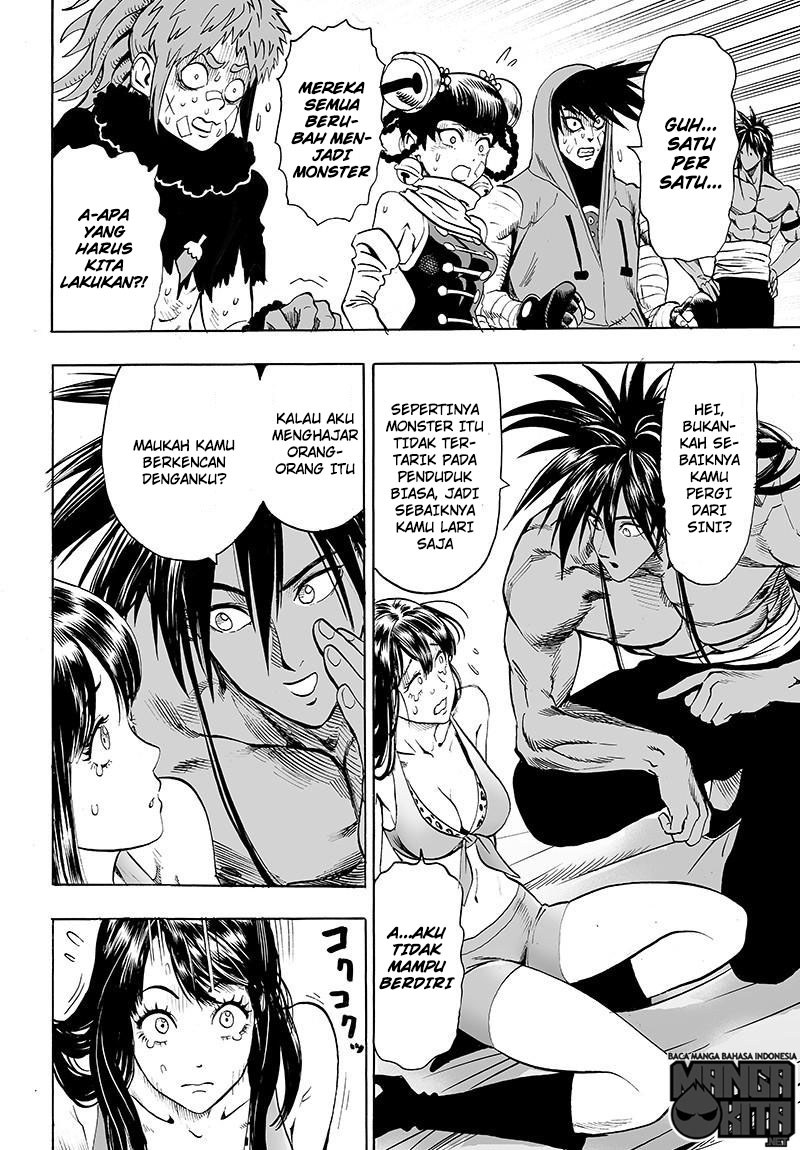 GUH...
SATU
PER
SATU...
MEREKA
SEMUA
BERU-
BAH MEN-
JADI
MONSTER
A-APA
YANG
HARUS
KITA
LAKUKAN?!
HEI,
BUKAN-
KAH SE-
BAIKNYA
KAMU
PERGI
DARI
SINI?
SEPERTINYA
MONSTER ITU
TIDAK TER-
TARIK PADA
PENDUDUK
BIASA, JADI
SEBAIKNYA
KAMU LARI
SAJA
A...AKU
TIDAK
MAMPU
BERDIRI
KALAU AKU
MENGHAJAR
ORANG-
ORANG ITU
MAUKAH KAMU
BERKENCAN
DENGANKU?
コクコクッ
BACA MANGA BAHASA INDONESIA
MANGA
KITA
.NET